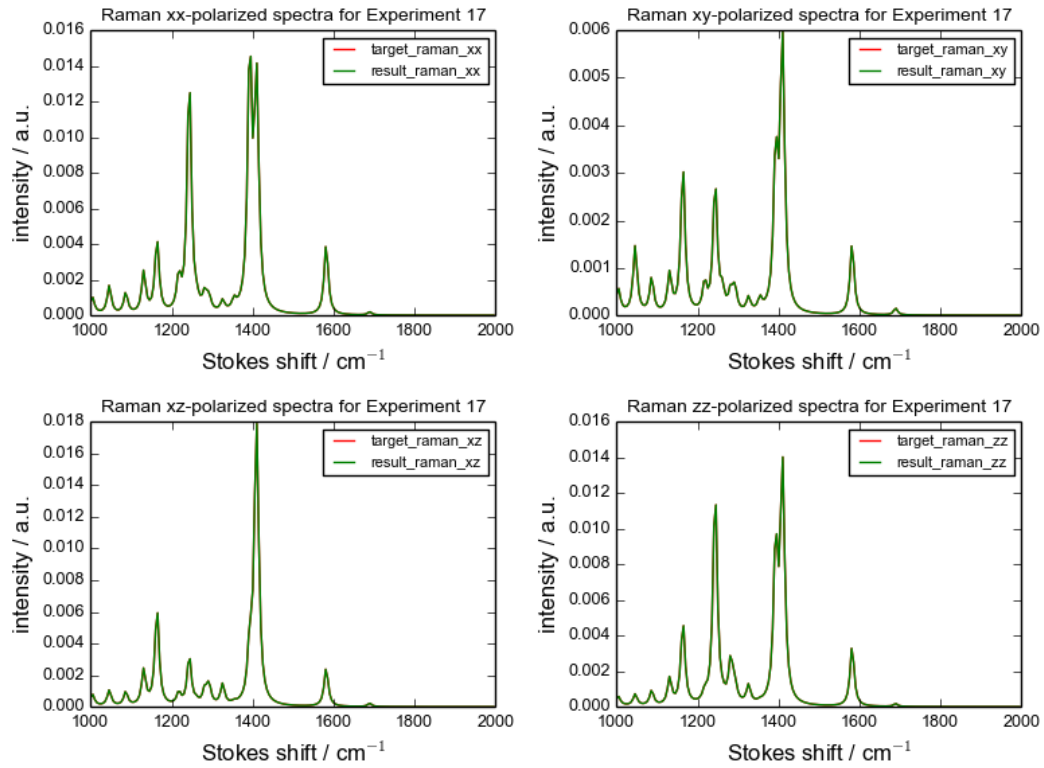 Raman xx-polarized spectra for Experiment 17
0.016
0.014
0.012
0.010
0.008
0.006
0.004
0.002
0.000
intensity / a.u.
target_raman_xx
result_raman_xx
1000 1200 1400 1600 1800 2000
Stokes shift / cm⁻¹
Raman xy-polarized spectra for Experiment 17
0.006
0.005
0.004
0.003
0.002
0.001
0.000
intensity / a.u.
target_raman_xy
result_raman_xy
1000 1200 1400 1600 1800 2000
Stokes shift / cm⁻¹
Raman xz-polarized spectra for Experiment 17
0.018
0.016
0.014
0.012
0.010
0.008
0.006
0.004
0.002
0.000
intensity / a.u.
target_raman_xz
result_raman_xz
1000 1200 1400 1600 1800 2000
Stokes shift / cm⁻¹
Raman zz-polarized spectra for Experiment 17
0.016
0.014
0.012
0.010
0.008
0.006
0.004
0.002
0.000
intensity / a.u.
target_raman_zz
result_raman_zz
1000 1200 1400 1600 1800 2000
Stokes shift / cm⁻¹